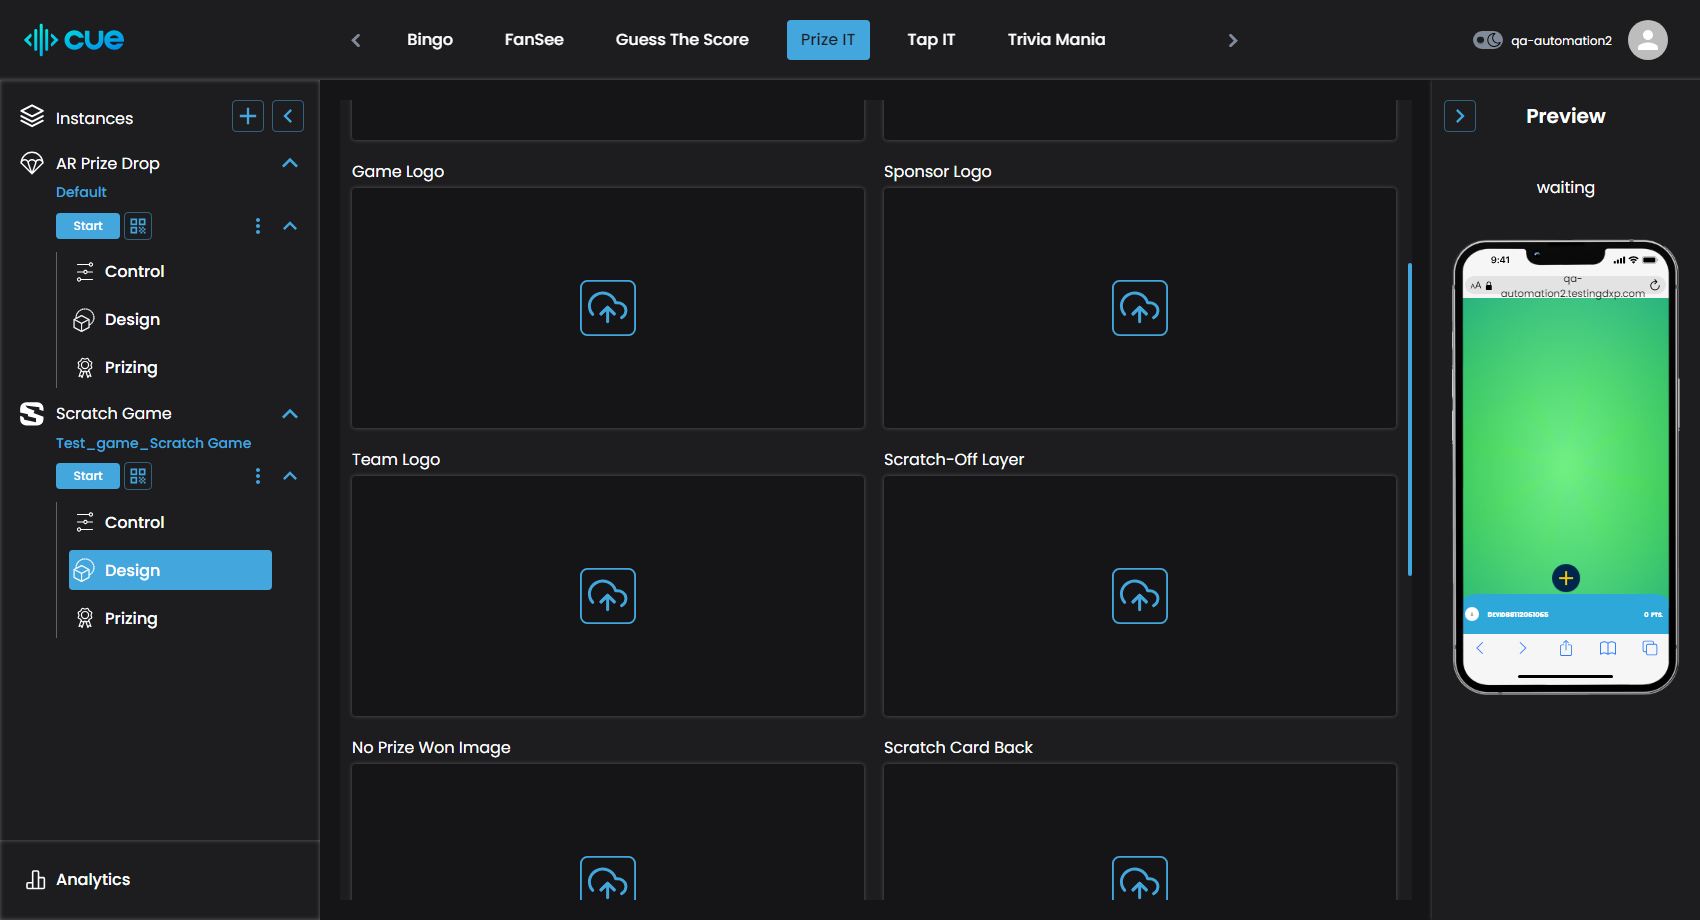 cue
Bingo
FanSee
Guess The Score
Prize IT
Tap IT
Trivia Mania
qa-automation2
Instances
AR Prize Drop
Default
Start
Control
Design
Prizing
Scratch Game
Test_game_Scratch Game
Start
Control
Design
Prizing
Analytics
Game Logo
Sponsor Logo
Team Logo
Scratch-Off Layer
No Prize Won Image
Scratch Card Back
Preview
waiting
9:41
AA
qa-
automation2.testingdxp.com
0 PTS.